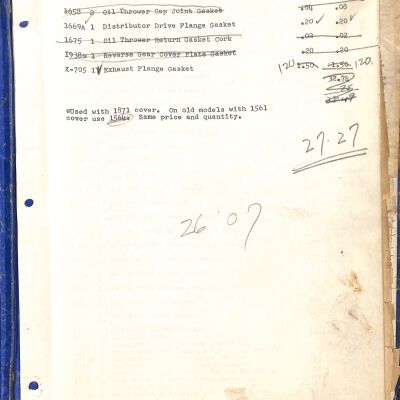 1650 2 Oil Thrower Cap Joint Gasket .04 .08
1669A 1 Distributor Drive Flange Gasket .20 .20
1675 1 Oil Thrower Return Gasket Cork .02 .02
1938 1 Reverse Gear Cover Plate Gasket .20 .20
X-705 1 Exhaust Flange Gasket 120 1.50 1.50 120.
*Used with 1871 cover. On old models with 1561
cover use 1564. Same price and quantity.
27.27
26'07